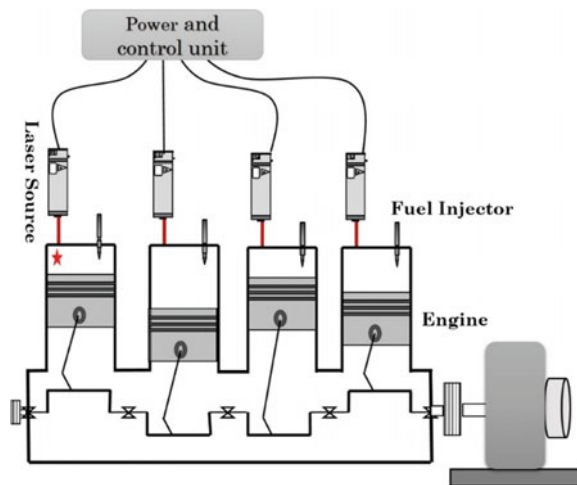 Power and
control unit
Laser Source
Fuel Injector
Engine